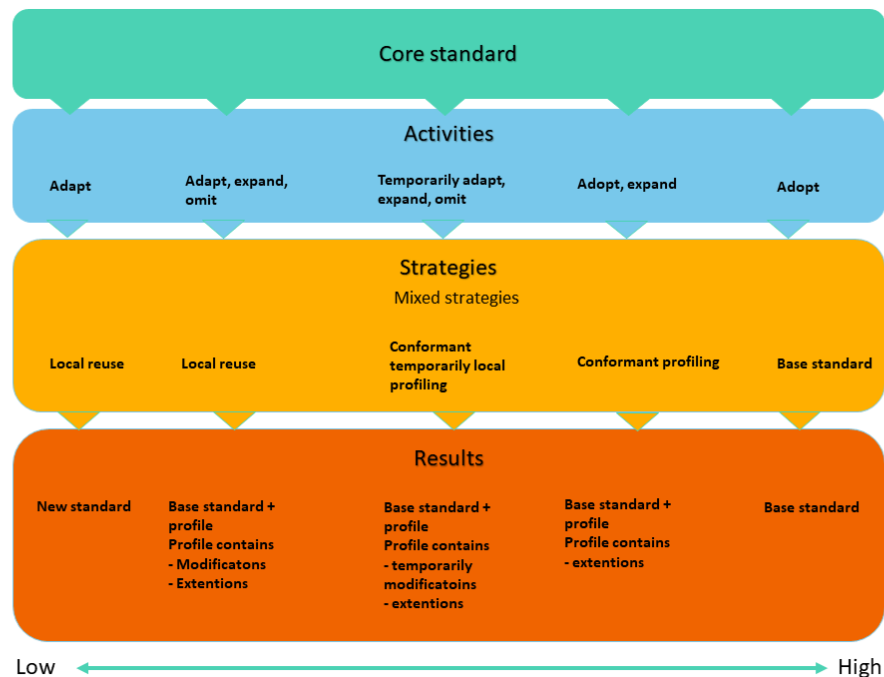 Core standard
Activities
Adapt
Adapt, expand,
omit
Temporarily adapt,
expand, omit
Adopt, expand
Adopt
Strategies
Mixed strategies
Local reuse
Local reuse
Conformant
temporarily local
profiling
Conformant profiling
Base standard
Results
New standard
Base standard +
profile
Profile contains
- Modificatons
- Extentions
Base standard +
profile
Profile contains
- temporarily
modificatoins
- extentions
Base standard +
profile
Profile contains
- extentions
Base standard
Low
High